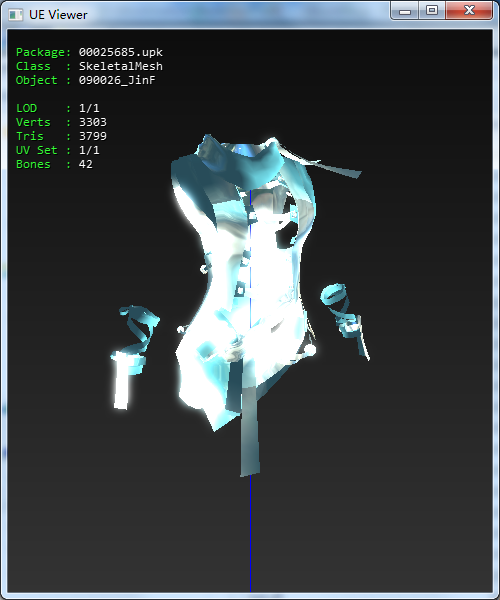 UE Viewer
Package: 00025685.upk
Class : SkeletalMesh
Object : 090026_JinF
LOD : 1/1
Verts : 3303
Tris : 3799
UV Set : 1/1
Bones : 42